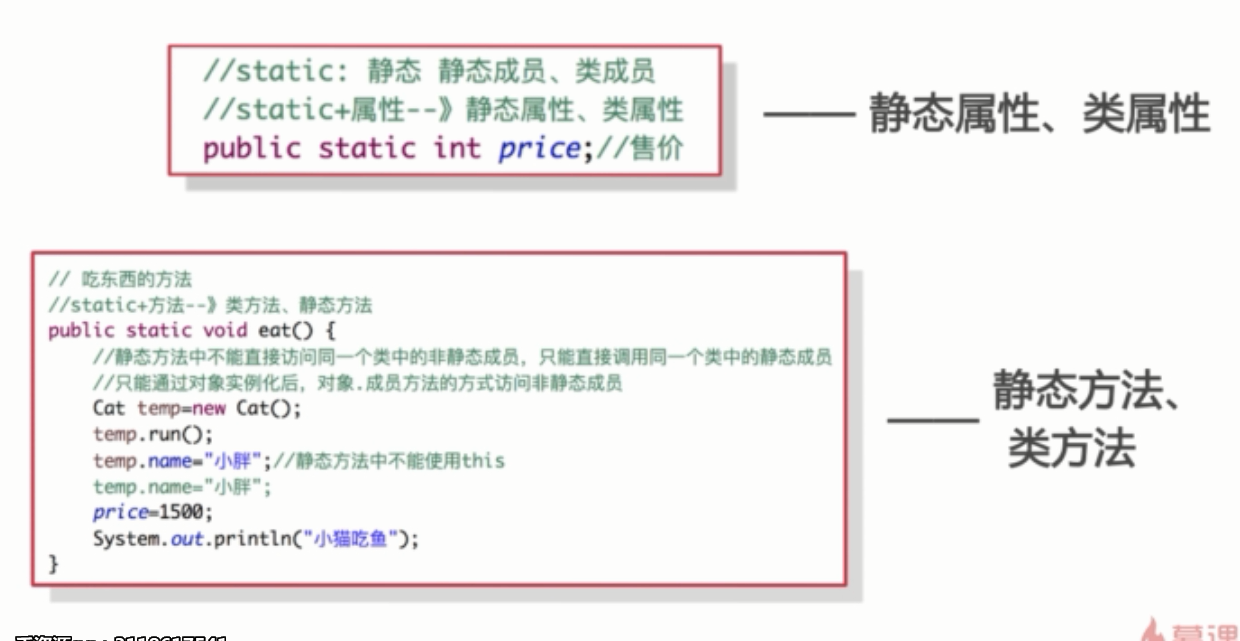 //static: 静态 静态成员、类成员
//static+属性--》静态属性、类属性
public static int price;//售价
—— 静态属性、类属性
// 吃东西的方法
//static+方法--》类方法、静态方法
public static void eat() {
//静态方法中不能直接访问同一个类中的非静态成员，只能直接调用同一个类中的静态成员
//只能通过对象实例化后，对象.成员方法的方式访问非静态成员
Cat temp=new Cat();
temp.run();
temp.name="小胖";//静态方法中不能使用this
temp.name="小胖";
price=1500;
System.out.println("小猫吃鱼");
}
—— 静态方法、
类方法
慕课